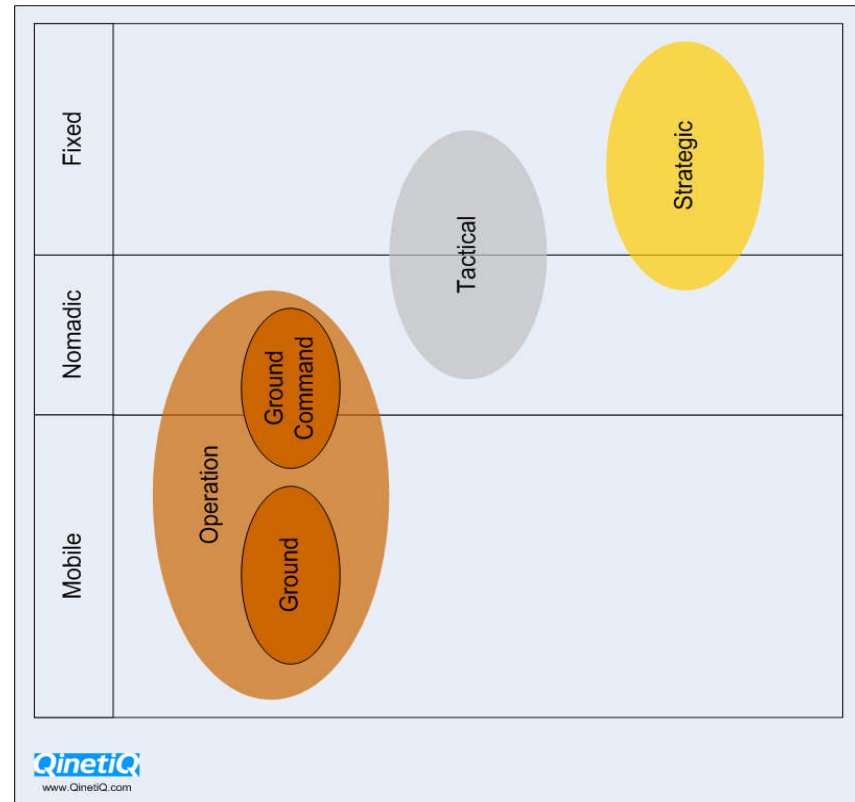 Fixed
Nomadic
Mobile
Strategic
Tactical
Ground
Command
Operation
Ground
QinetiQ
www.QinetiQ.com